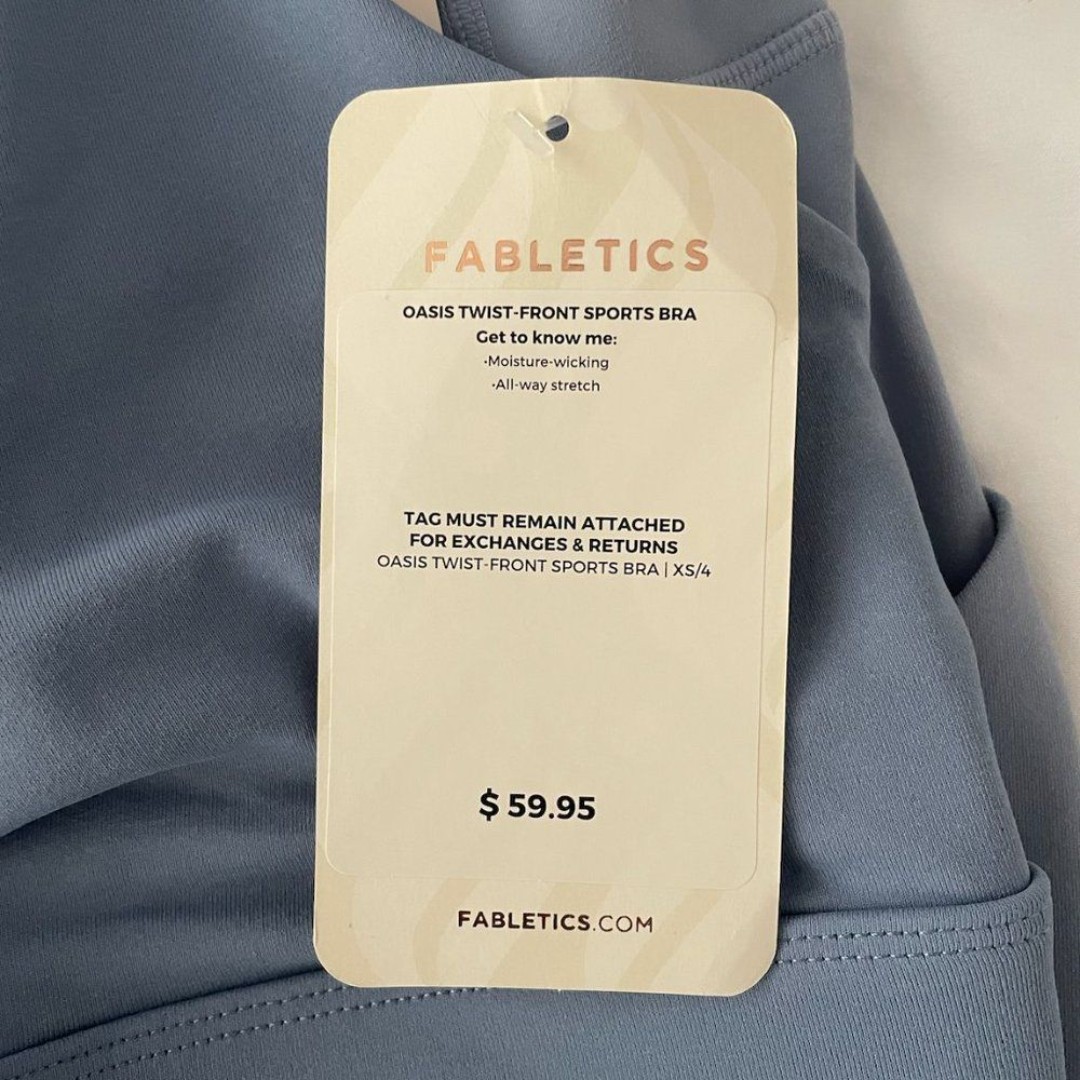 FABLETICS
OASIS TWIST-FRONT SPORTS BRA
Get to know me:
•Moisture-wicking
•All-way stretch
TAG MUST REMAIN ATTACHED
FOR EXCHANGES & RETURNS
OASIS TWIST-FRONT SPORTS BRA | XS/4
$ 59.95
FABLETICS.COM